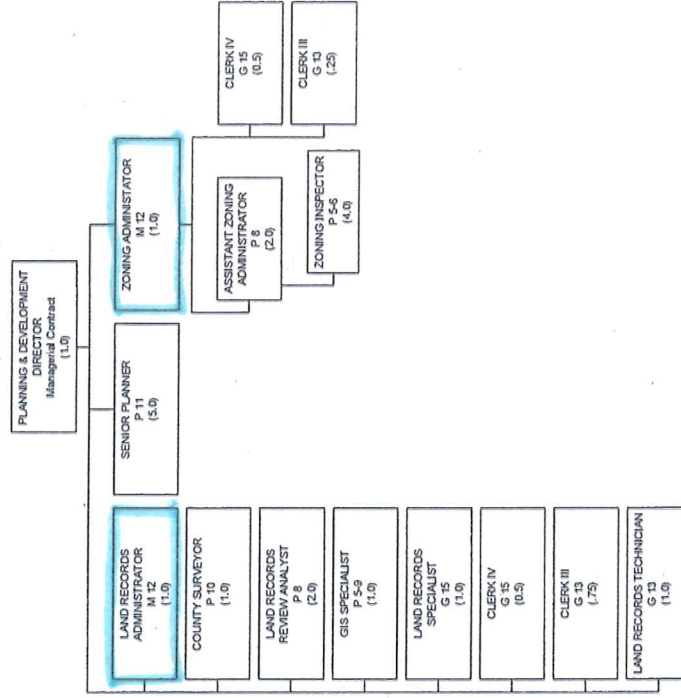 PLANNING & DEVELOPMENT
DIRECTOR
Managerial Contract
(1.0)
LAND RECORDS
ADMINISTRATOR
M 12
(1.0)
SENIOR PLANNER
P 11
(5.0)
ZONING ADMINISTATOR
M 12
(1.0)
COUNTY SURVEYOR
P 10
(1.0)
LAND RECORDS
REVIEW ANALYST
P 8
(2.0)
GIS SPECIALIST
P 5-9
(1.0)
LAND RECORDS
SPECIALIST
G 15
(1.0)
CLERK IV
G 15
(0.5)
CLERK III
G 13
(.75)
LAND RECORDS TECHNICIAN
G 13
(1.0)
ASSISTANT ZONING
ADMINISTRATOR
P 8
(2.0)
ZONING INSPECTOR
P 5-6
(4.0)
CLERK IV
G 15
(0.5)
CLERK III
G 13
(.25)